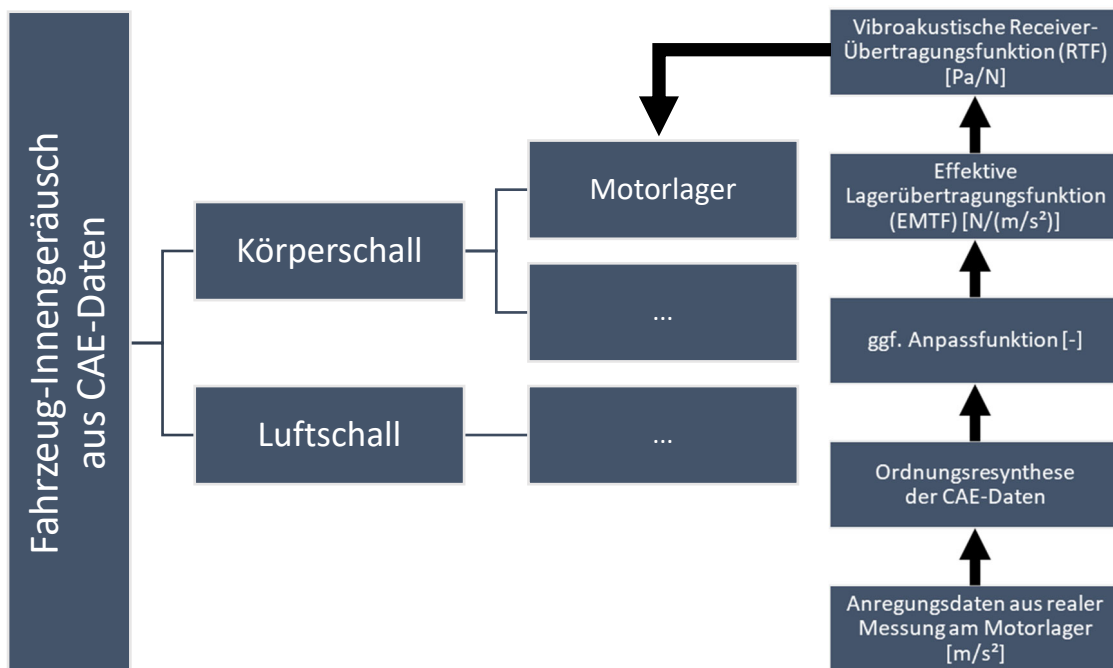 Fahrzeug-Innengeräusch
aus CAE-Daten
Körperschall
Luftschall
Motorlager
...
...
Vibroakustische Receiver-
Übertragungsfunktion (RTF)
[Pa/N]
Effektive
Lagerübertragungsfunktion
(EMTF) [N/(m/s²)]
ggf. Anpassfunktion [-]
Ordnungsresynthese
der CAE-Daten
Anregungsdaten aus realer
Messung am Motorlager
[m/s²]